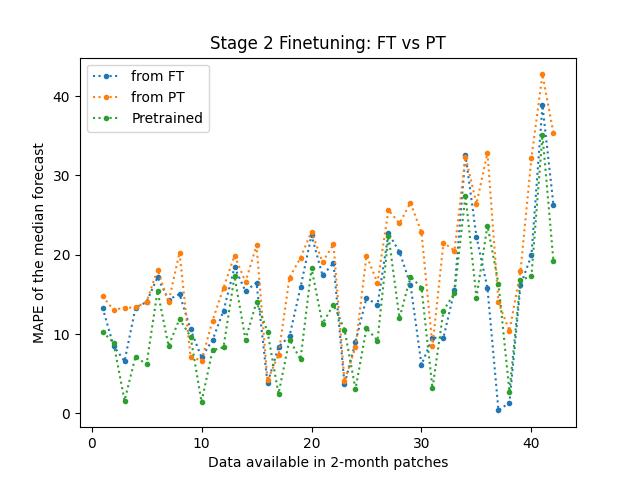 Stage 2 Finetuning: FT vs PT
from FT
from PT
Pretrained
MAPE of the median forecast
40
30
20
10
0
0 10 20 30 40
Data available in 2-month patches